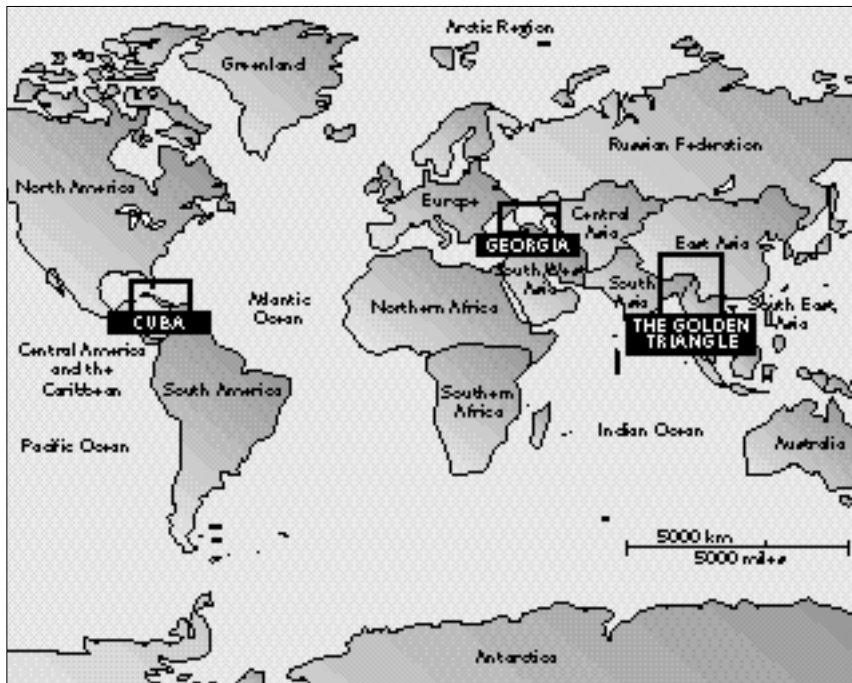 Arctic Region
Greenland
Russian Federation
North America
Europe
Central
Asia
East Asia
GEORGIA
South West
Asia
South
Asia
Northern Africa
Atlantic
Ocean
CUBA
South East
Asia
THE GOLDEN
TRIANGLE
Central America
and the
Caribbean
South America
Southern
Africa
Pacific Ocean
Indian Ocean
Australia
5000 km
5000 miles
Antarctica